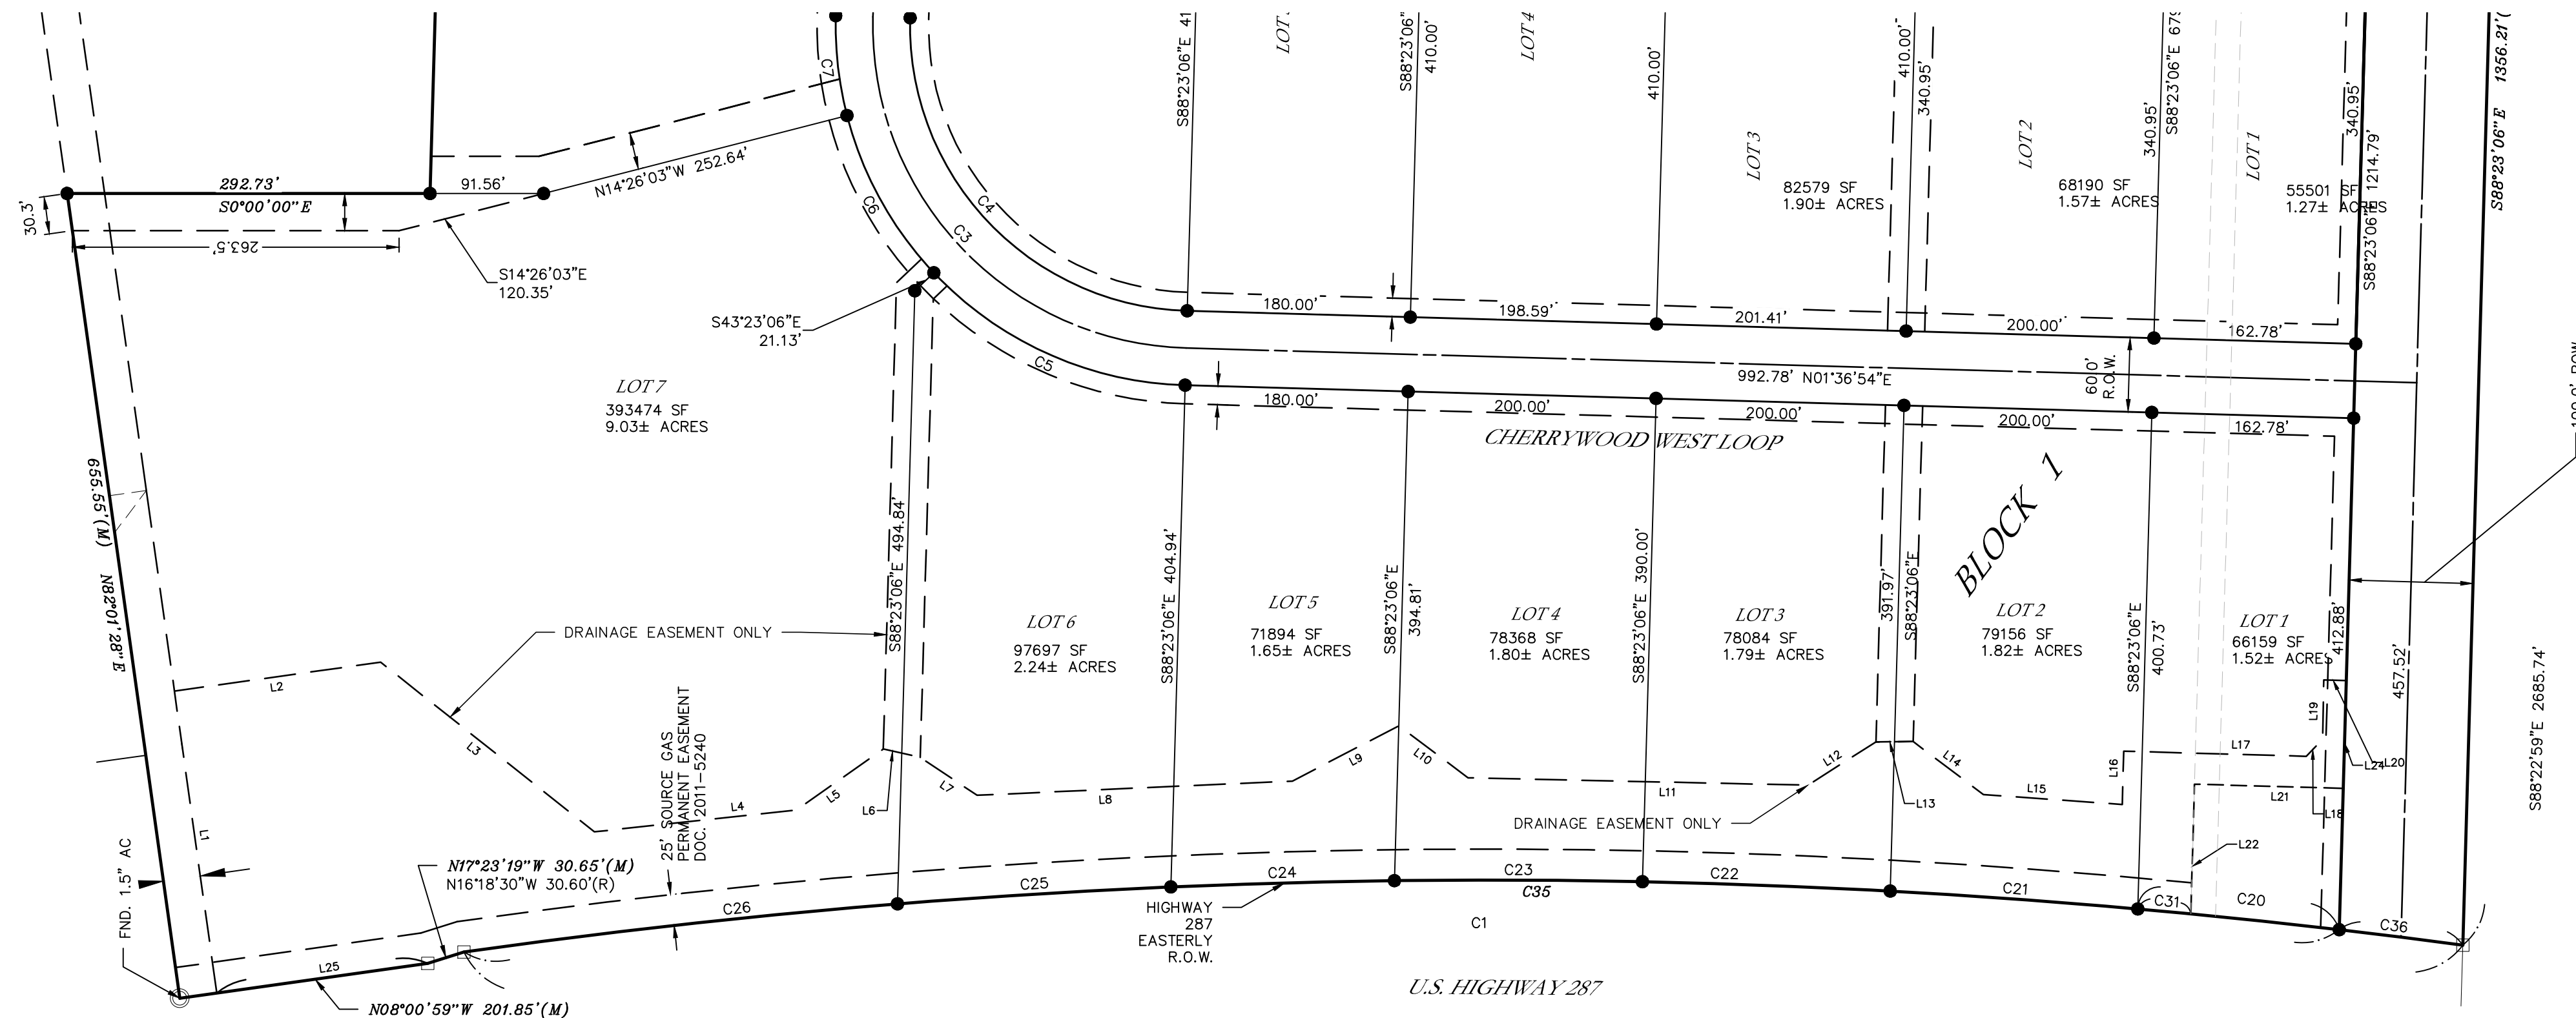 S88°23'06"E 41
LOT
S88°23'06"
410.00'
LOT 4
410.00'
410.00'
340.95'
S88°23'06"E 679
1356.21'(
S88°23'06"E
C7
LOT 3
82579 SF
1.90± ACRES
LOT 2
68190 SF
1.57± ACRES
340.95'
LOT 1
55501 SF
1.27± ACRES
340.95'
S88°23'06"E 1214.79'
292.73'
S0°00'00"E
91.56'
N14°26'03"W 252.64'
30.3'
263.5'
S14°26'03"E
120.35'
C6
C4
C3
C5
S43°23'06"E
21.13'
180.00'
198.59'
201.41'
200.00'
162.78'
992.78' N01°36'54"E
60.0'
R.O.W.
180.00'
200.00'
200.00'
200.00'
162.78'
CHERRYWOOD WEST LOOP
BLOCK 1
LOT 7
393474 SF
9.03± ACRES
655.55'(M)
N82°01'28"E
S88°23'06"E 494.84'
S88°23'06"E 404.94'
S88°23'06"E
394.81'
S88°23'06"E 390.00'
391.97'
S88°23'06"E
S88°23'06"E
400.73'
412.88'
457.52'
S88°22'59"E 2685.74'
LOT 6
97697 SF
2.24± ACRES
LOT 5
71894 SF
1.65± ACRES
LOT 4
78368 SF
1.80± ACRES
LOT 3
78084 SF
1.79± ACRES
LOT 2
79156 SF
1.82± ACRES
LOT 1
66159 SF
1.52± ACRES
DRAINAGE EASEMENT ONLY
L2
L3
L4
L5
L6
L7
L8
L9
L10
L11
L12
L13
L14
L15
L16
L17
L18
L19
L20
L24
L21
L22
L1
25' SOURCE GAS
PERMANENT EASEMENT
DOC. 2011-5240
DRAINAGE EASEMENT ONLY
FND. 1.5" AC
N17°23'19"W 30.65'(M)
N16°18'30"W 30.60'(R)
L25
N08°00'59"W 201.85'(M)
C26
C25
C24
C23
C35
C22
C21
C31
C20
C36
C1
HIGHWAY
287
EASTERLY
R.O.W.
U.S. HIGHWAY 287